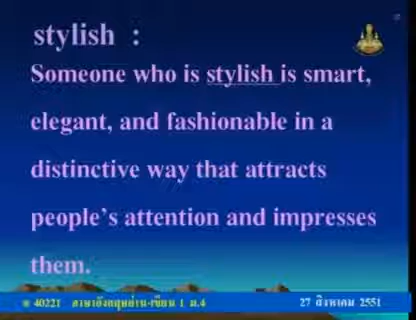 stylish :
Someone who is stylish is smart,
elegant, and fashionable in a
distinctive way that attracts
people's attention and impresses
them.
อ 40221 ภาษาอังกฤษอ่าน-เขียน 1 ม.4 27 สิงหาคม 2551